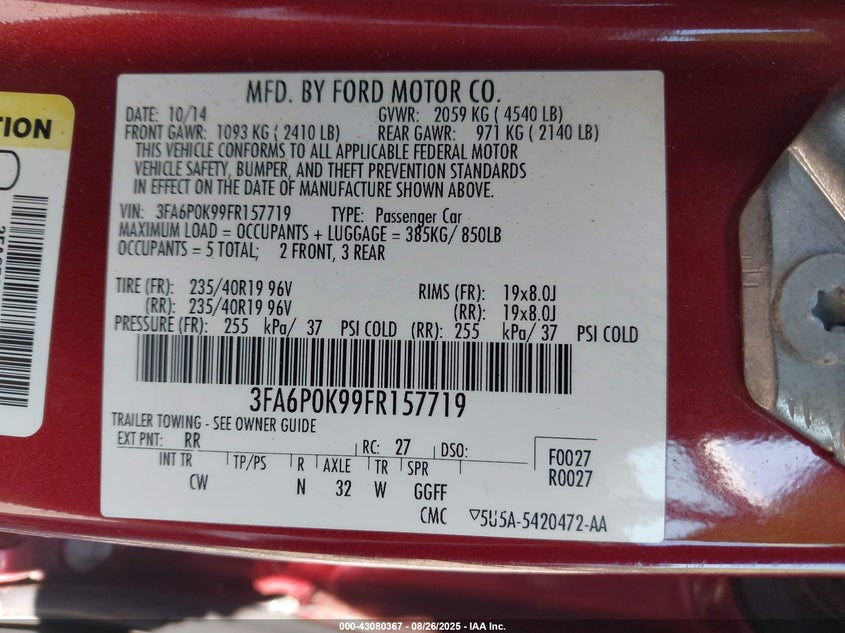 TION
MFD. BY FORD MOTOR CO.
DATE: 10/14 GVWR: 2059 KG ( 4540 LB)
FRONT GAWR: 1093 KG ( 2410 LB) REAR GAWR: 971 KG ( 2140 LB)
THIS VEHICLE CONFORMS TO ALL APPLICABLE FEDERAL MOTOR
VEHICLE SAFETY, BUMPER, AND THEFT PREVENTION STANDARDS
IN EFFECT ON THE DATE OF MANUFACTURE SHOWN ABOVE.
VIN: 3FA6P0K99FR157719 TYPE: Passenger Car
MAXIMUM LOAD = OCCUPANTS + LUGGAGE = 385KG/ 850LB
OCCUPANTS = 5 TOTAL; 2 FRONT, 3 REAR
TIRE (FR): 235/40R19 96V RIMS (FR): 19x8.0J
(RR): 235/40R19 96V (RR): 19x8.0J
PRESSURE (FR): 255 kPa/ 37 PSI COLD (RR): 255 kPa/ 37 PSI COLD
3FA6P0K99FR157719
TRAILER TOWING - SEE OWNER GUIDE
EXT PNT: RR RC: 27 DSO: F0027
INT TR TP/PS R AXLE TR SPR R0027
CW N 32 W GGFF
CMC ▽5U5A-5420472-AA
000-43080367 - 08/26/2025 - IAA Inc.